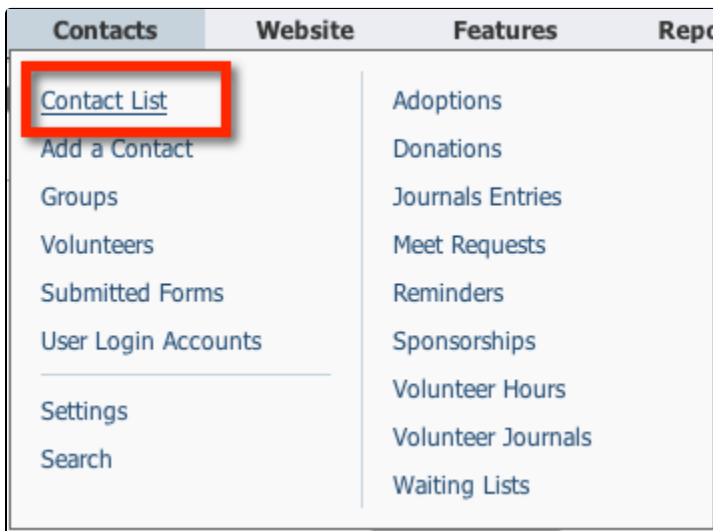 Contacts Website Features Repo
Contact List
Add a Contact
Groups
Volunteers
Submitted Forms
User Login Accounts
Settings
Search
Adoptions
Donations
Journals Entries
Meet Requests
Reminders
Sponsorships
Volunteer Hours
Volunteer Journals
Waiting Lists